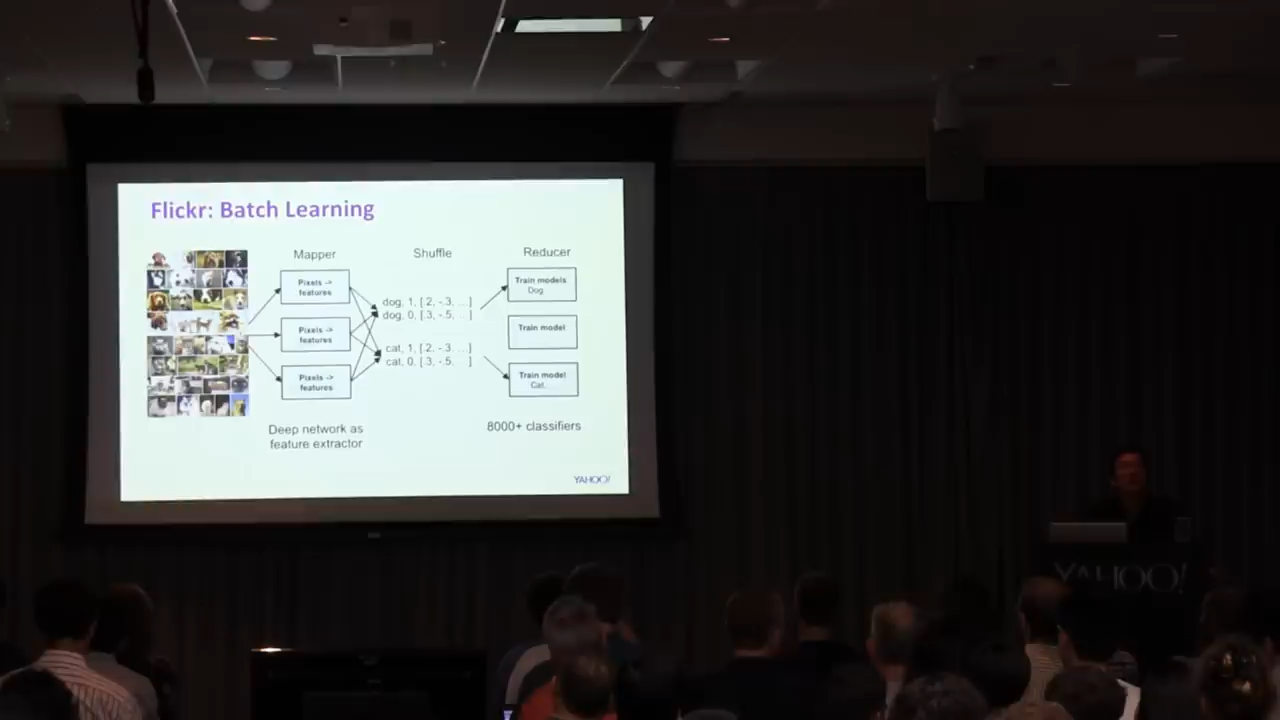 Flickr: Batch Learning
Mapper
Shuffle
Reducer
Pixels ->
features
Pixels ->
features
Pixels ->
features
dog, 1, [ 2, -.3, ...]
dog, 0, [ .3, -.5, ...]
cat, 1, [ 2, -.3, ...]
cat, 0, [ .3, -.5, ...]
Train models
Dog
Train model
Train model
Cat,
Deep network as
feature extractor
8000+ classifiers
YAHOO!
YAHOO!